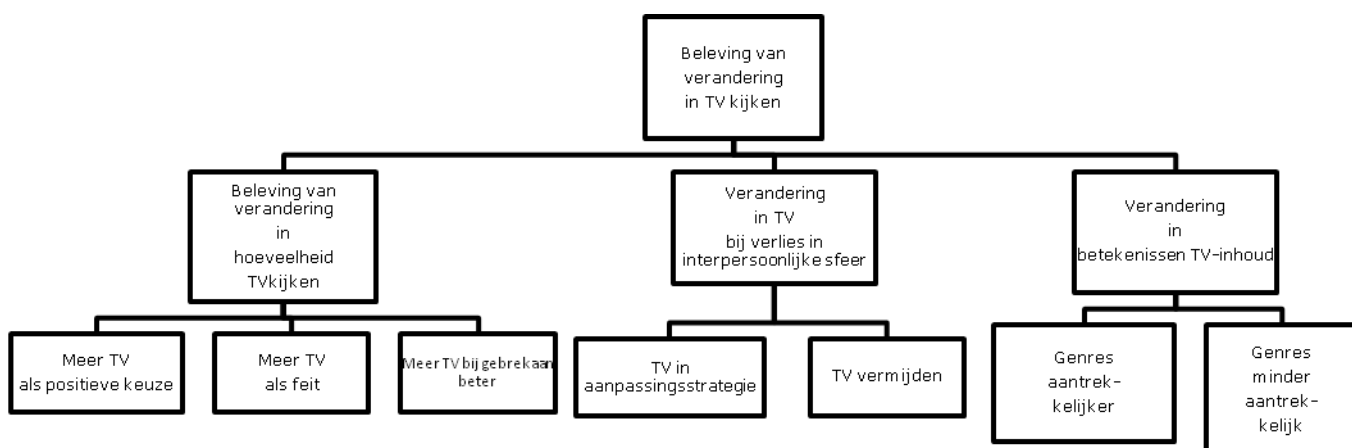 Beleving van
verandering
in TV kijken
Beleving van
verandering
in
hoeveelheid
TVkijken
Verandering
in TV
bij verlies in
interpersoonlijke sfeer
Verandering
in
betekenissen TV-inhoud
Meer TV
als positieve keuze
Meer TV
als feit
Meer TV bij gebrekaan
beter
TV in
aanpassingsstrategie
TV vermijden
Genres
aantrek-
kelijker
Genres
minder
aantrek-
kelijk